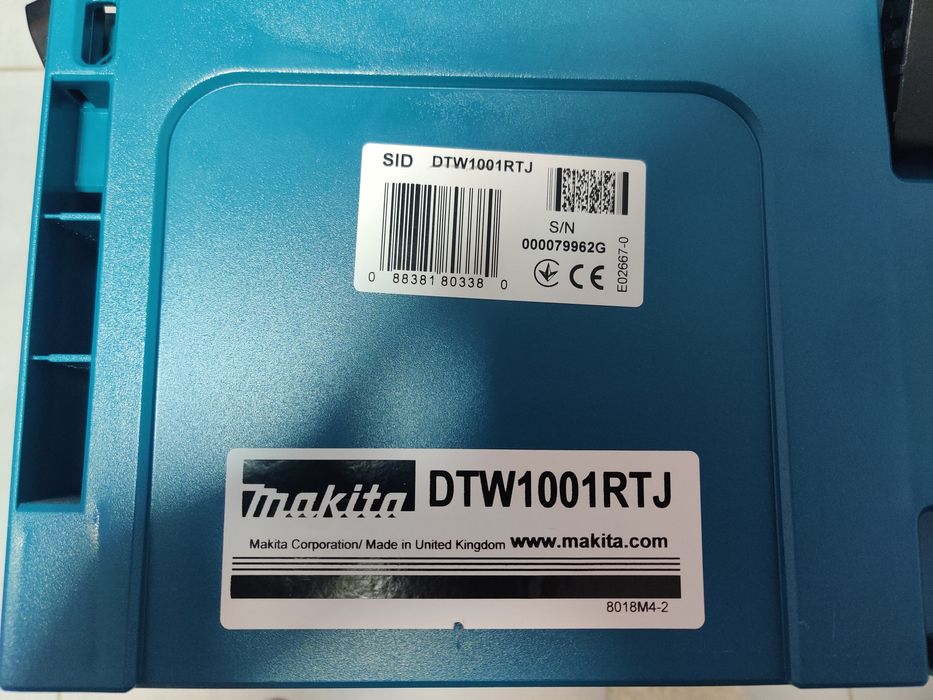 SID DTW1001RTJ
S/N
000079962G
CE
E02667-0
0 88381 80338 0
makita DTW1001RTJ
Makita Corporation/ Made in United Kingdom www.makita.com
8018M4-2